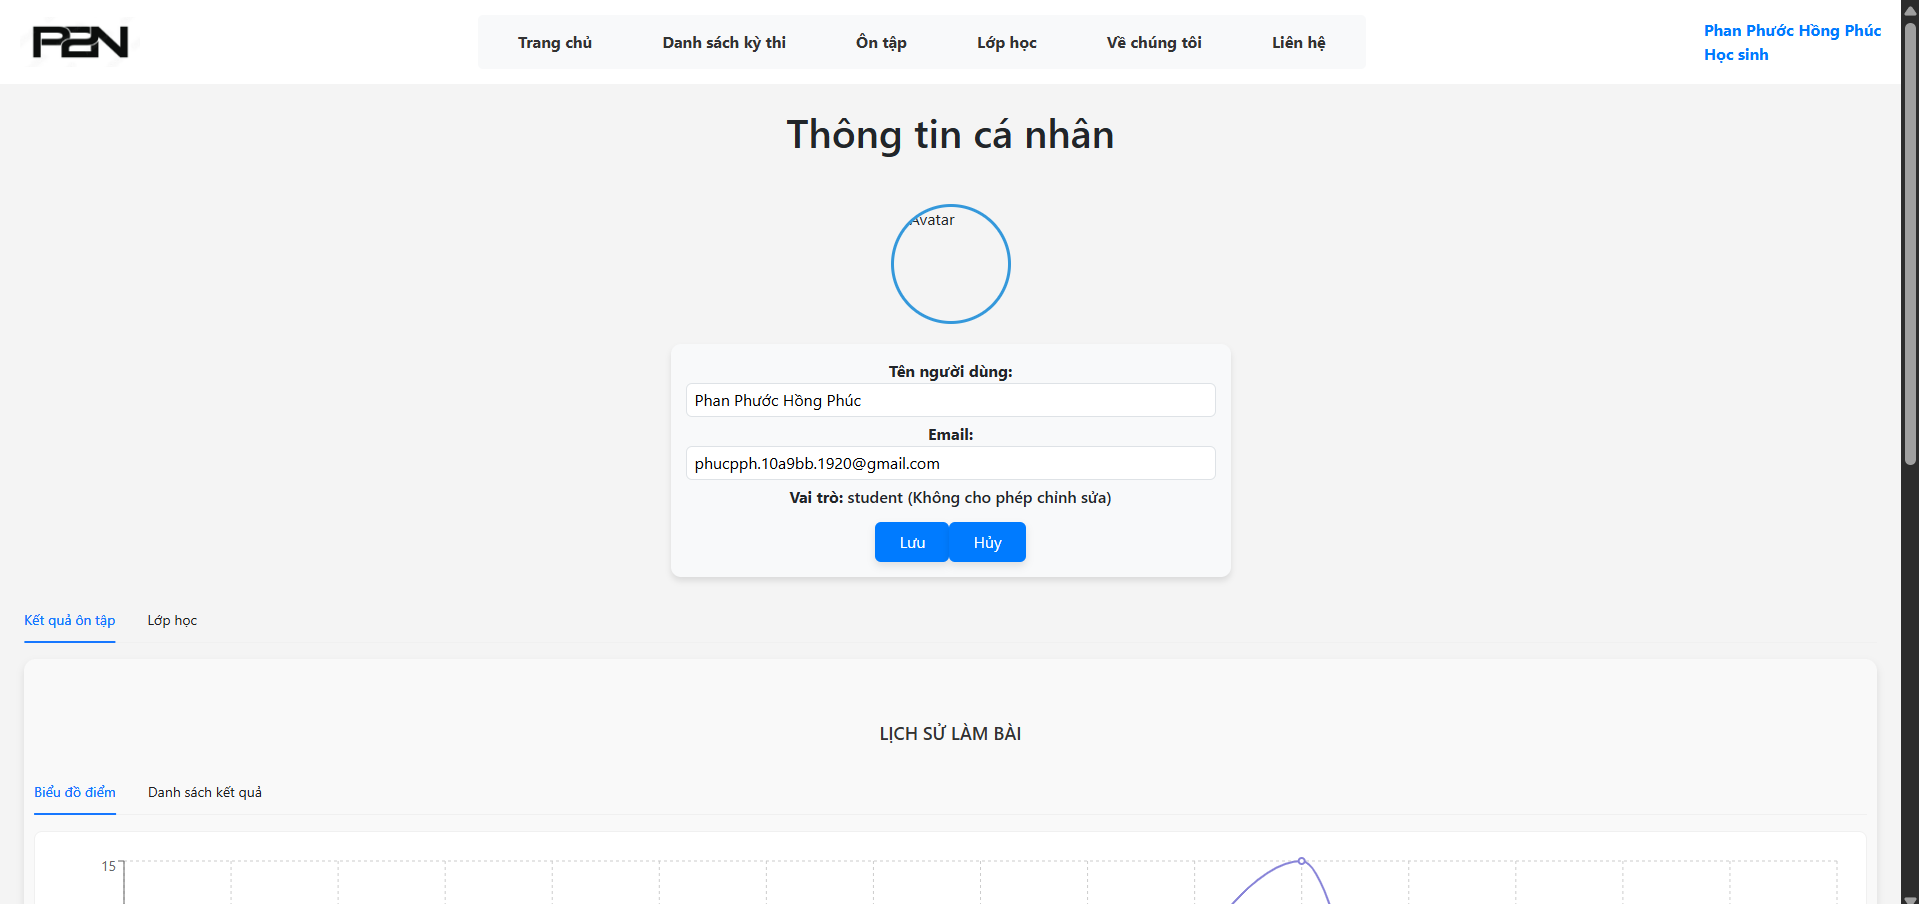 P2N
Trang chủ
Danh sách kỳ thi
Ôn tập
Lớp học
Về chúng tôi
Liên hệ
Phan Phước Hồng Phúc
Học sinh
Thông tin cá nhân
Avatar
Tên người dùng:
Phan Phước Hồng Phúc
Email:
phucpph.10a9bb.1920@gmail.com
Vai trò: student (Không cho phép chỉnh sửa)
Lưu
Hủy
Kết quả ôn tập
Lớp học
LỊCH SỬ LÀM BÀI
Biểu đồ điểm
Danh sách kết quả
15